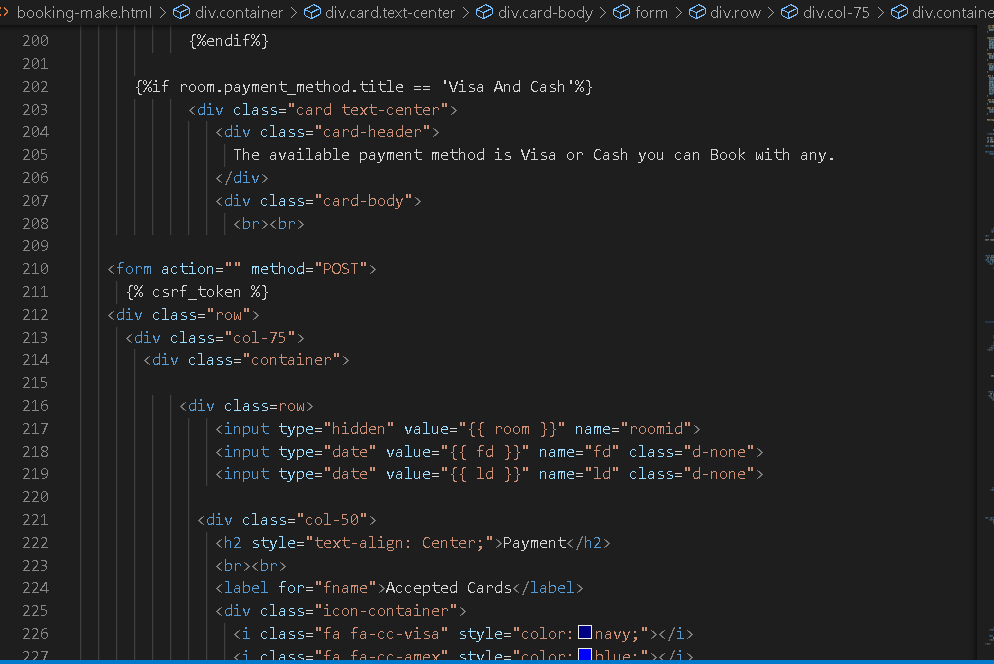 booking-make.html > div.container > div.card.text-center > div.card-body > form > div.row > div.col-75 > div.containe
200 {%endif%}
201
202 {%if room.payment_method.title == 'Visa And Cash'%}
203 <div class="card text-center">
204 <div class="card-header">
205 The available payment method is Visa or Cash you can Book with any.
206 </div>
207 <div class="card-body">
208 <br><br>
209
210 <form action="" method="POST">
211 {% csrf_token %}
212 <div class="row">
213 <div class="col-75">
214 <div class="container">
215
216 <div class=row>
217 <input type="hidden" value="{{ room }}" name="roomid">
218 <input type="date" value="{{ fd }}" name="fd" class="d-none">
219 <input type="date" value="{{ ld }}" name="ld" class="d-none">
220
221 <div class="col-50">
222 <h2 style="text-align: Center;">Payment</h2>
223 <br><br>
224 <label for="fname">Accepted Cards</label>
225 <div class="icon-container">
226 <i class="fa fa-cc-visa" style="color:navy;"></i>
227 <i class="fa fa-cc-amex" style="color:blue;"></i>